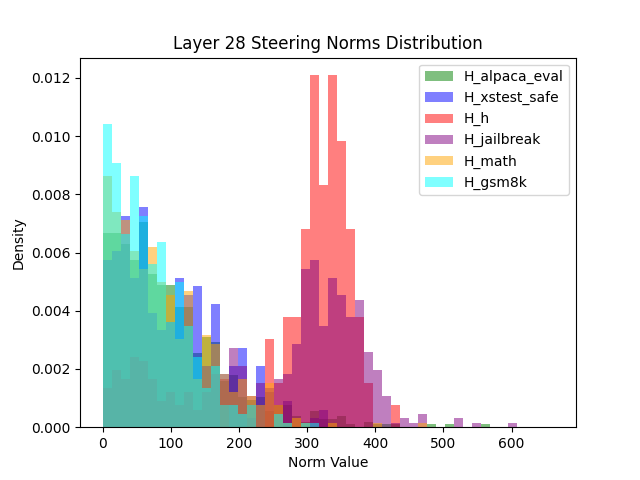 Layer 28 Steering Norms Distribution
0.012
0.010
0.008
0.006
0.004
0.002
0.000
Density
H_alpaca_eval
H_xstest_safe
H_h
H_jailbreak
H_math
H_gsm8k
0 100 200 300 400 500 600
Norm Value